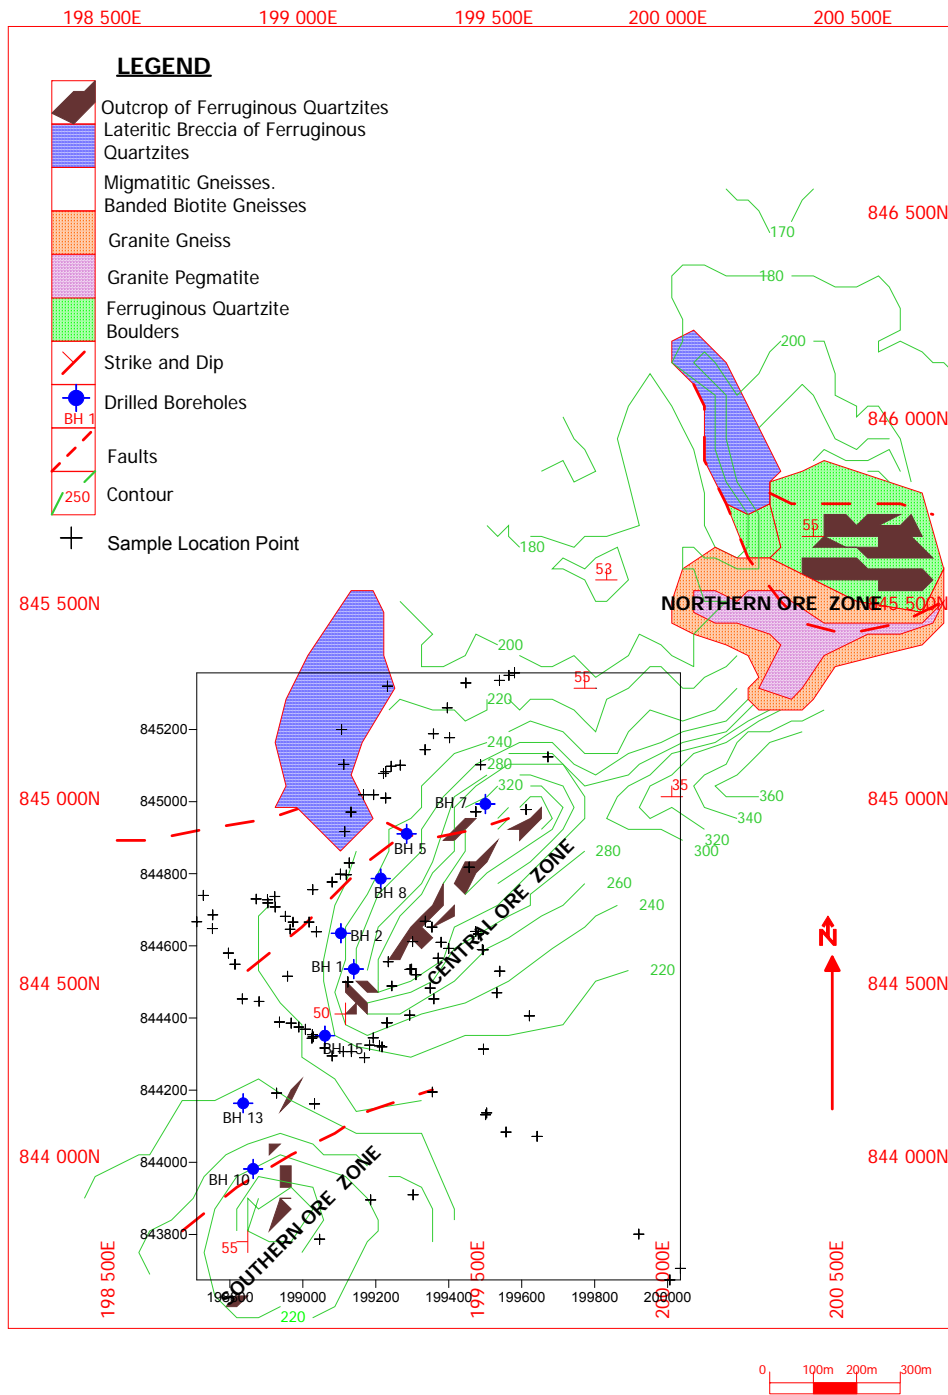 198 500E 199 000E 199 500E 200 000E 200 500E
LEGEND
Outcrop of Ferruginous Quartzites
Lateritic Breccia of Ferruginous
Quartzites
Migmatitic Gneisses.
Banded Biotite Gneisses
Granite Gneiss
Granite Pegmatite
Ferruginous Quartzite
Boulders
Strike and Dip
BH 1
Drilled Boreholes
Faults
250
Contour
Sample Location Point
846 500N
170
180
200
846 000N
55
180
53
845 500N
NORTHERN ORE ZONE
845 500N
200
55
220
845200
240
280
320
35
360
845 000N
845000
BH 7
845 000N
340
320
BH 5
280
300
844800
BH 8
260
240
CENTRAL ORE ZONE
BH 2
844600
220
BH 1
844 500N
844 500N
50
844400
BH 15
844200
BH 13
844 000N
844000
844 000N
BH 10
843800
55
SOUTHERN ORE ZONE
198 500E
199 500E
200 000E
200 500E
198800 199000 199200 199400 199600 199800 200000
220
N
0 100m 200m 300m